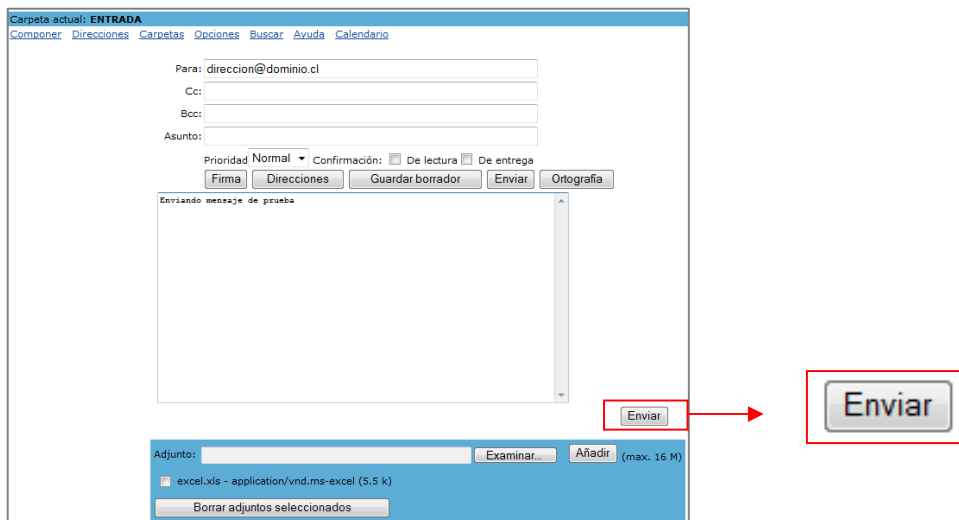 Carpeta actual: ENTRADA
Componer Direcciones Carpetas Opciones Buscar Ayuda Calendario
Para: direccion@dominio.cl
Cc:
Bcc:
Asunto:
Prioridad Normal Confirmación: De lectura De entrega
Firma Direcciones Guardar borrador Enviar Ortografía
Enviando mensaje de prueba
Enviar
Enviar
Adjunto: Examinar... Añadir (max. 16 M)
excel.xls - application/vnd.ms-excel (5.5 k)
Borrar adjuntos seleccionados